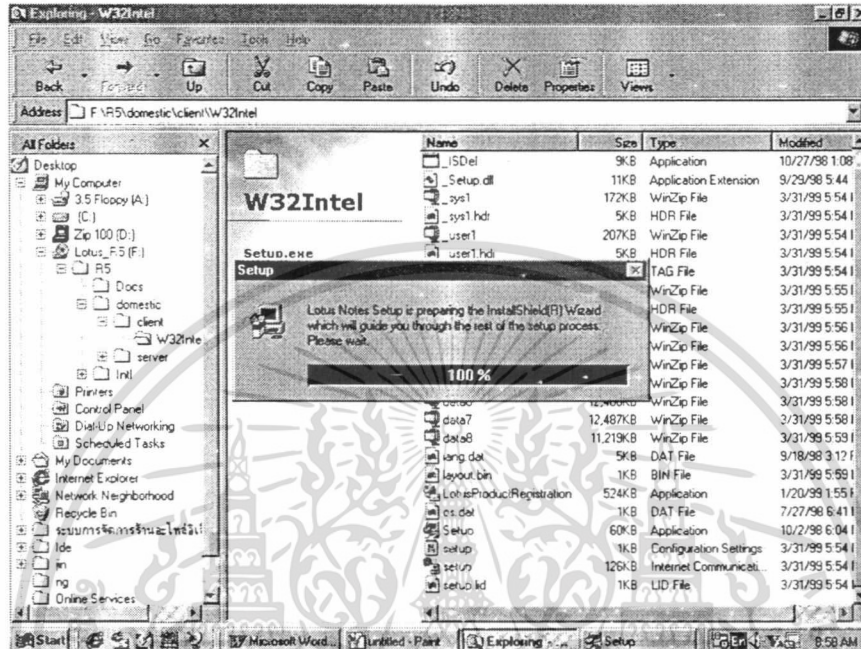 Exploring - W32Intel
File Edit View Go Favorites Tools Help
Back Forward Up Cut Copy Paste Undo Delete Properties Views
Address F:\R5\domestic\client\W32Intel
All Folders
Desktop
My Computer
3.5 Floppy (A:)
(C:)
Zip 100 (D:)
Lotus_R5 (F:)
R5
Docs
domestic
client
W32Inte
server
Intl
Printers
Control Panel
Dial-Up Networking
Scheduled Tasks
My Documents
Internet Explorer
Network Neighborhood
Recycle Bin
Ide
Online Services
W32Intel
Setup.exe
Name Size Type Modified
_ISDel 9KB Application 10/27/98 1:08
_Setup.dll 11KB Application Extension 9/29/98 5:44
_sys1 172KB WinZip File 3/31/99 5:54
_sys1.hdr 5KB HDR File 3/31/99 5:54
_user1 207KB WinZip File 3/31/99 5:54
_user1.hdr 5KB HDR File 3/31/99 5:54
TAG File 3/31/99 5:54
WinZip File 3/31/99 5:55
HDR File 3/31/99 5:55
WinZip File 3/31/99 5:56
WinZip File 3/31/99 5:56
WinZip File 3/31/99 5:57
WinZip File 3/31/99 5:58
WinZip File 3/31/99 5:58
data7 12,487KB WinZip File 3/31/99 5:58
data8 11,219KB WinZip File 3/31/99 5:59
lang.dat 5KB DAT File 9/18/98 3:12
layout.bin 1KB BIN File 3/31/99 5:59
LotusProductRegistration 524KB Application 1/20/99 1:55
os.dat 1KB DAT File 7/27/98 6:41
Setup 60KB Application 10/2/98 6:04
setup 1KB Configuration Settings 3/31/99 5:54
setup 126KB Internet Communicati... 3/31/99 5:54
setup.lid 1KB LID File 3/31/99 5:54
Setup
Lotus Notes Setup is preparing the InstallShield(R) Wizard
which will guide you through the rest of the setup process.
Please wait.
100 %
Start Microsoft Word... untitled - Paint Exploring - ... Setup En 8:58 AM